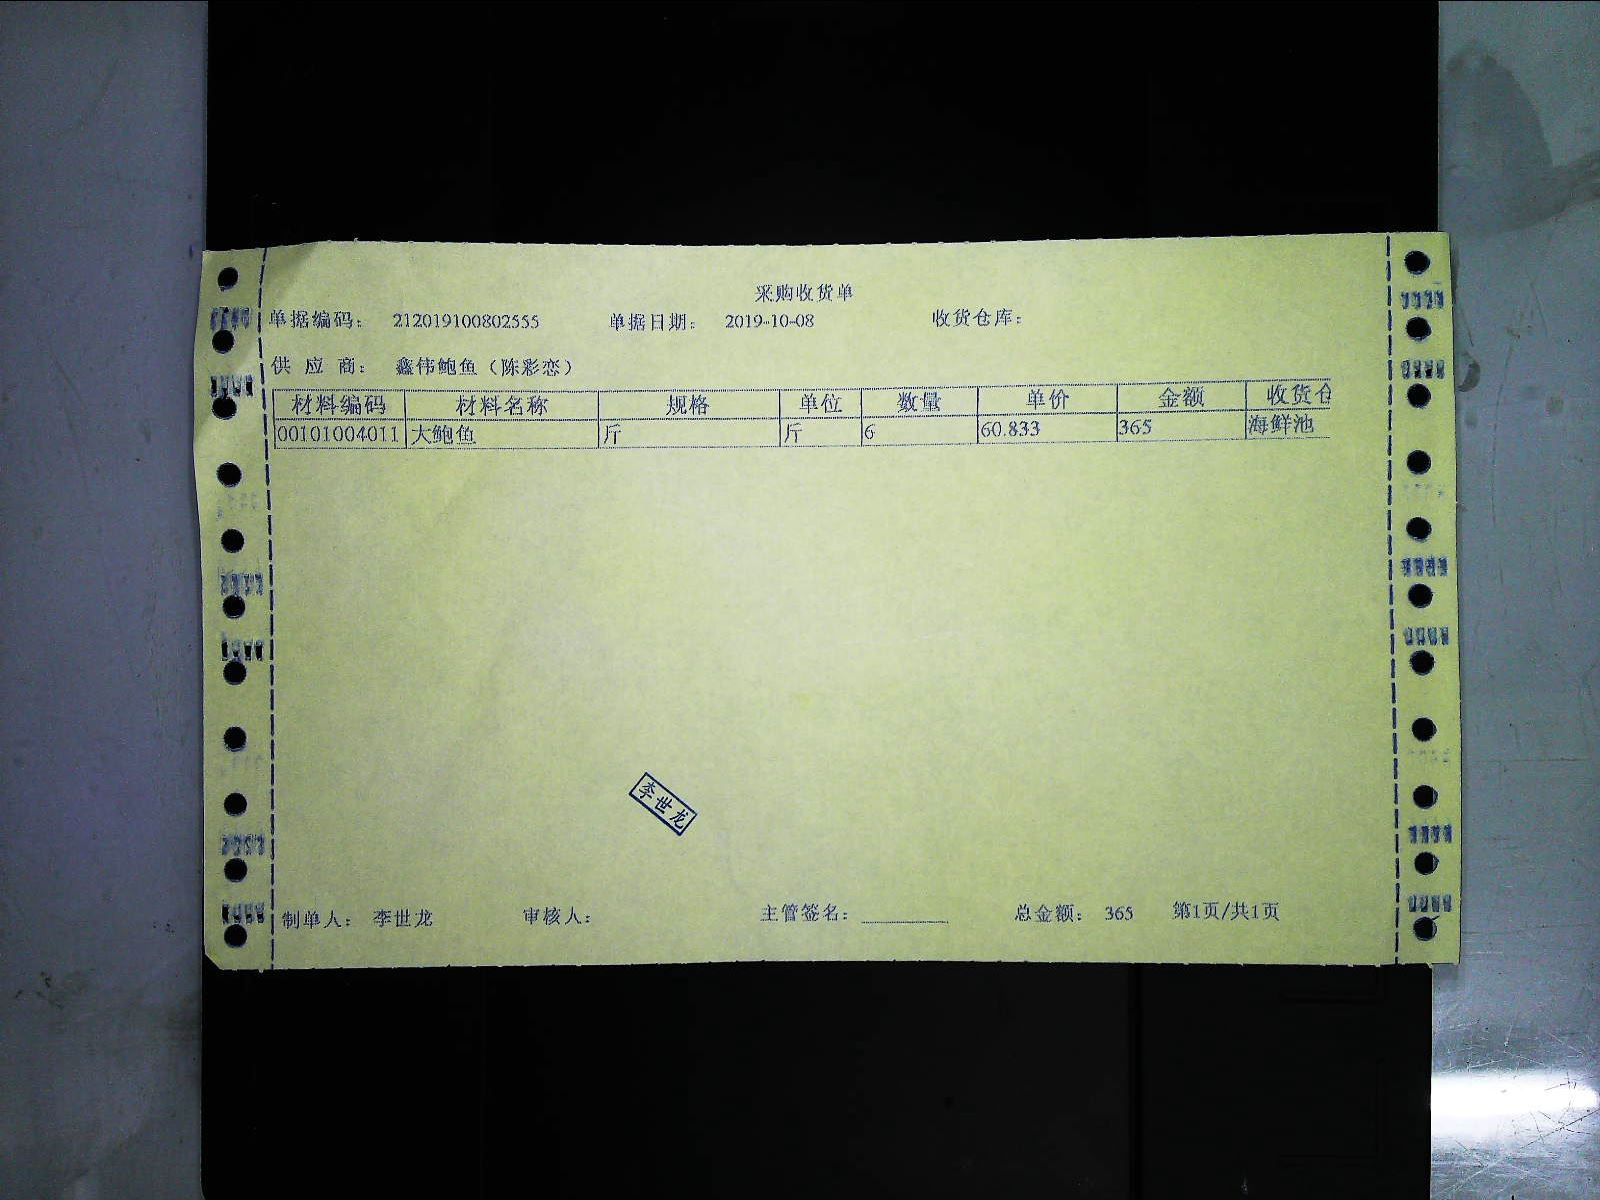 采购收货单
单据编码： 212019100802555 单据日期： 2019-10-08 收货仓库：
供 应 商： 鑫伟鲍鱼（陈彩恋）
材料编码 材料名称 规格 单位 数量 单价 金额 收货仓
00101004011 大鲍鱼 斤 斤 6 60.833 365 海鲜池
李世龙
制单人： 李世龙 审核人： 主管签名： ________ 总金额： 365 第1页/共1页